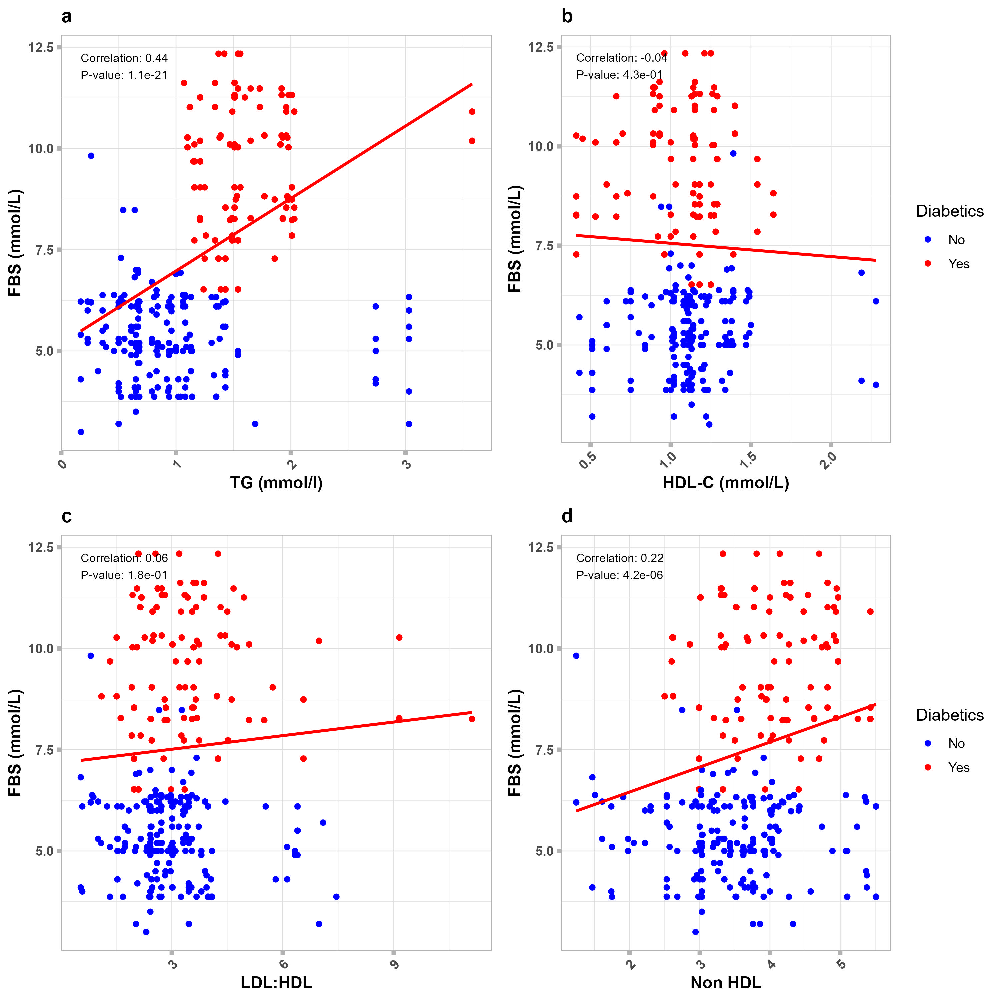 a
Correlation: 0.44
P-value: 1.1e-21
12.5
10.0
7.5
5.0
FBS (mmol/L)
0
1
2
3
TG (mmol/l)
b
Correlation: -0.04
P-value: 4.3e-01
12.5
10.0
7.5
5.0
FBS (mmol/L)
0.5
1.0
1.5
2.0
HDL-C (mmol/L)
Diabetics
No
Yes
c
Correlation: 0.06
P-value: 1.8e-01
12.5
10.0
7.5
5.0
FBS (mmol/L)
3
6
9
LDL:HDL
d
Correlation: 0.22
P-value: 4.2e-06
12.5
10.0
7.5
5.0
FBS (mmol/L)
2
3
4
5
Non HDL
Diabetics
No
Yes